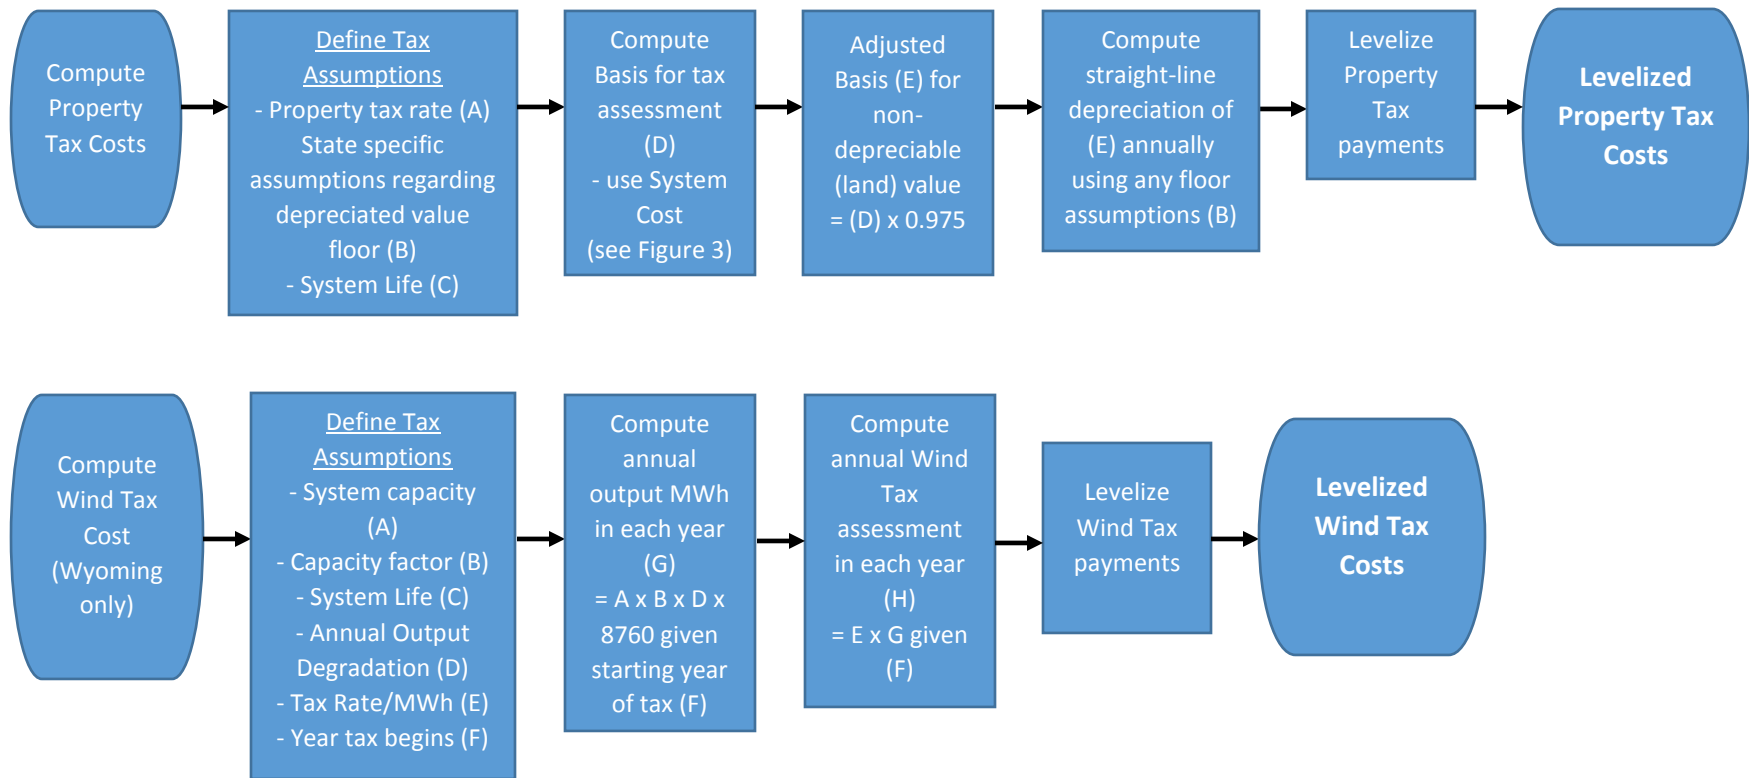 Compute
Property
Tax Costs
Define Tax
Assumptions
- Property tax rate (A)
State specific
assumptions regarding
depreciated value
floor (B)
- System Life (C)
Compute
Basis for tax
assessment
(D)
- use System
Cost
(see Figure 3)
Adjusted
Basis (E) for
non-
depreciable
(land) value
= (D) x 0.975
Compute
straight-line
depreciation of
(E) annually
using any floor
assumptions (B)
Levelize
Property
Tax
payments
Levelized
Property Tax
Costs
Compute
Wind Tax
Cost
(Wyoming
only)
Define Tax
Assumptions
- System capacity
(A)
- Capacity factor (B)
- System Life (C)
- Annual Output
Degradation (D)
- Tax Rate/MWh (E)
- Year tax begins (F)
Compute
annual
output MWh
in each year
(G)
= A x B x D x
8760 given
starting year
of tax (F)
Compute
annual Wind
Tax
assessment
in each year
(H)
= E x G given
(F)
Levelize
Wind Tax
payments
Levelized
Wind Tax
Costs